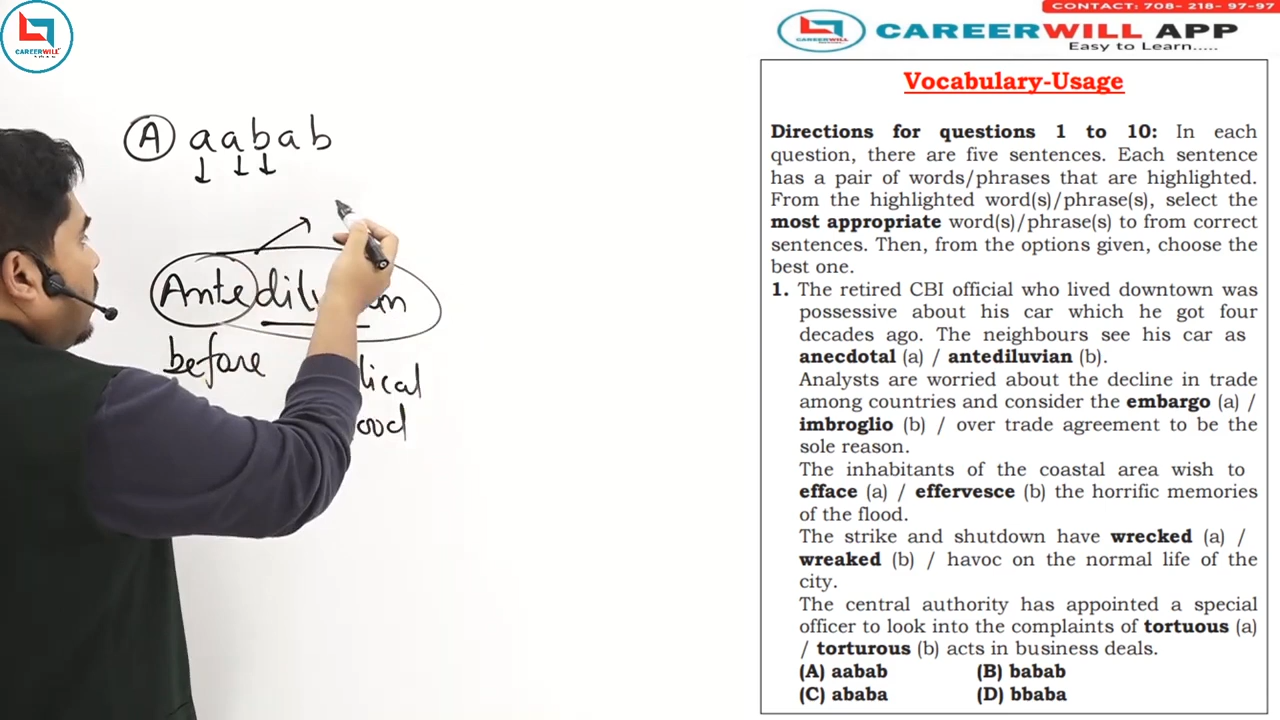 CONTACT: 708- 218- 97-97
CAREERWILL
CAREERWILL APP
Easy to Learn.....
CAREERWILL
A aabab
Antedil
before
lical
ood
Vocabulary-Usage
Directions for questions 1 to 10: In each
question, there are five sentences. Each sentence
has a pair of words/phrases that are highlighted.
From the highlighted word(s)/phrase(s), select the
most appropriate word(s)/phrase(s) to from correct
sentences. Then, from the options given, choose the
best one.
1. The retired CBI official who lived downtown was
possessive about his car which he got four
decades ago. The neighbours see his car as
anecdotal (a) / antediluvian (b).
Analysts are worried about the decline in trade
among countries and consider the embargo (a) /
imbroglio (b) / over trade agreement to be the
sole reason.
The inhabitants of the coastal area wish to
efface (a) / effervesce (b) the horrific memories
of the flood.
The strike and shutdown have wrecked (a) /
wreaked (b) / havoc on the normal life of the
city.
The central authority has appointed a special
officer to look into the complaints of tortuous (a)
/ torturous (b) acts in business deals.
(A) aabab (B) babab
(C) ababa (D) bbaba